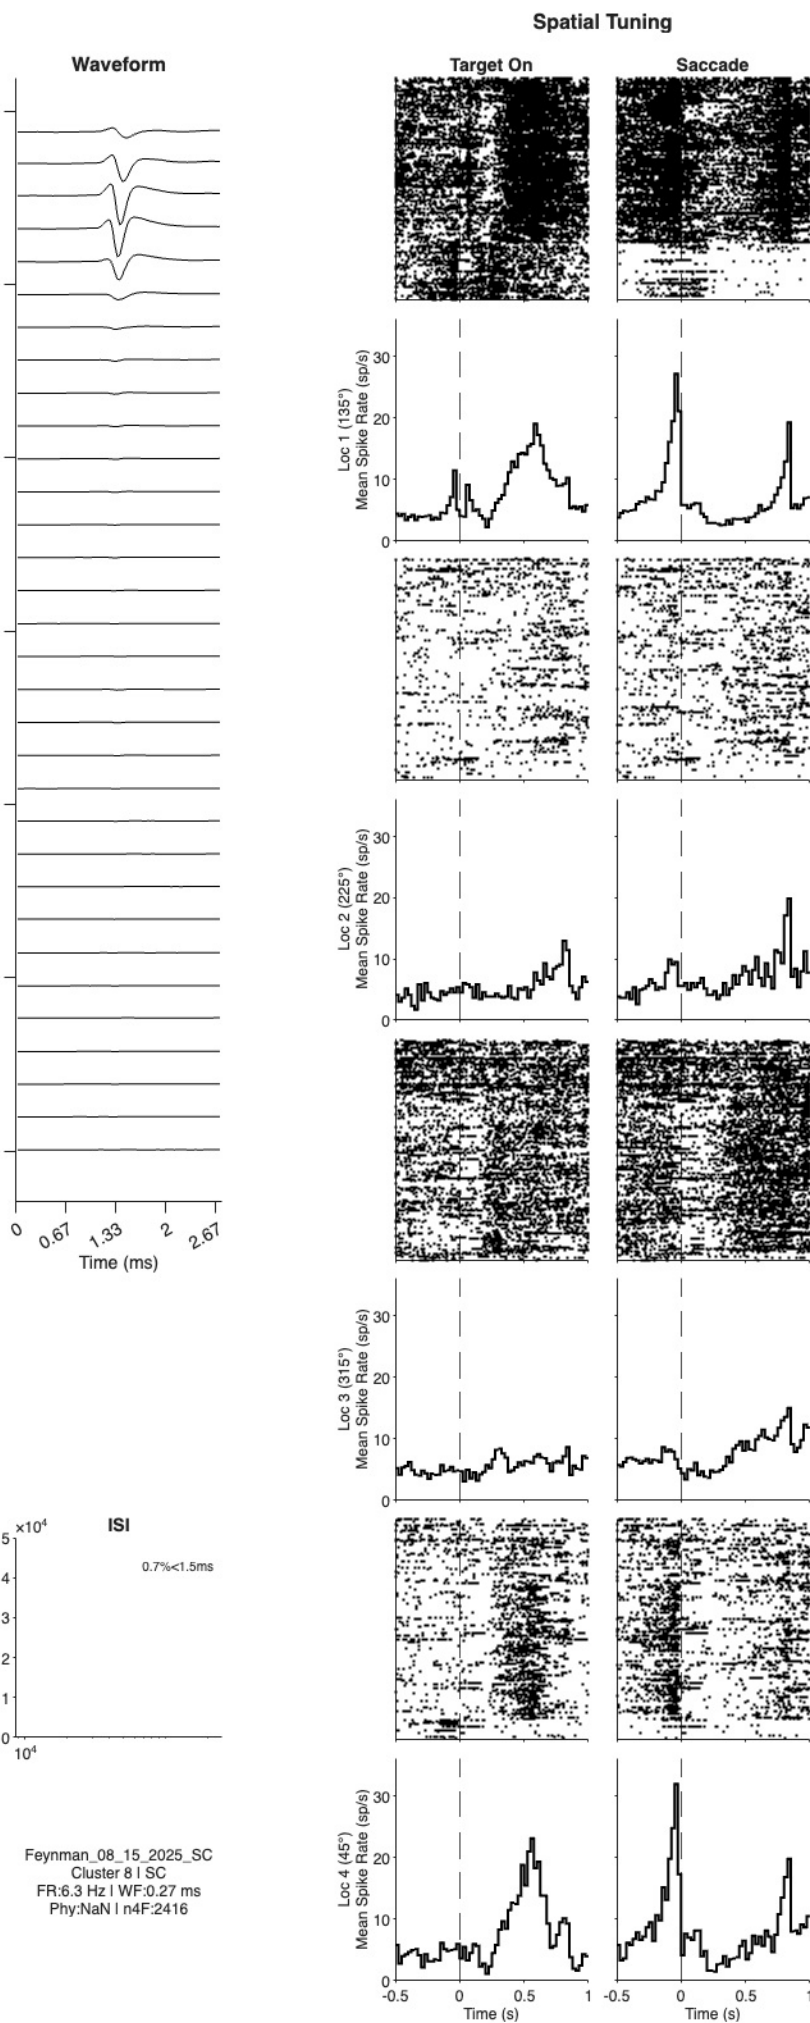 Spatial Tuning
Waveform
Target On
Saccade
Loc 1 (135°)
Mean Spike Rate (sp/s)
30
20
10
0
Loc 2 (225°)
Mean Spike Rate (sp/s)
30
20
10
0
0
0.67
1.33
2
2.67
Time (ms)
Loc 3 (315°)
Mean Spike Rate (sp/s)
30
20
10
0
ISI
×10⁴
0.7%<1.5ms
5
4
3
2
1
0
10⁴
Feynman_08_15_2025_SC
Cluster 8 | SC
FR:6.3 Hz | WF:0.27 ms
Phy:NaN | n4F:2416
Loc 4 (45°)
Mean Spike Rate (sp/s)
30
20
10
0
-0.5 0 0.5 1
Time (s)
-0.5 0 0.5 1
Time (s)